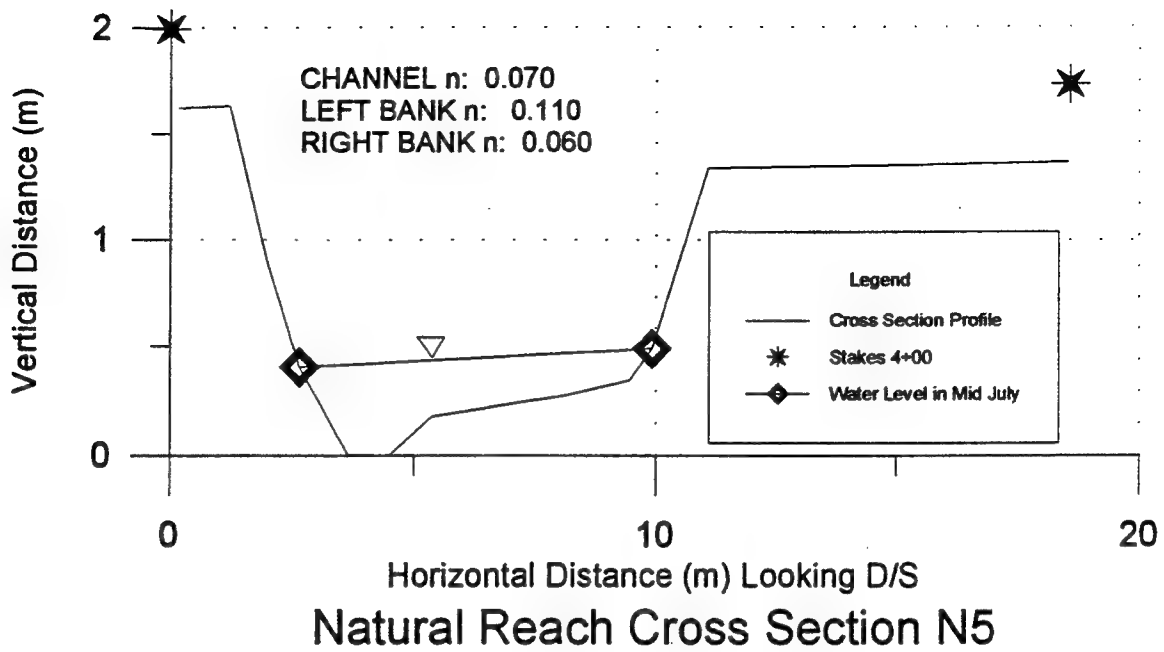 2
1
0
Vertical Distance (m)
CHANNEL n: 0.070
LEFT BANK n: 0.110
RIGHT BANK n: 0.060
Legend
Cross Section Profile
Stakes 4+00
Water Level in Mid July
0
10
20
Horizontal Distance (m) Looking D/S
Natural Reach Cross Section N5